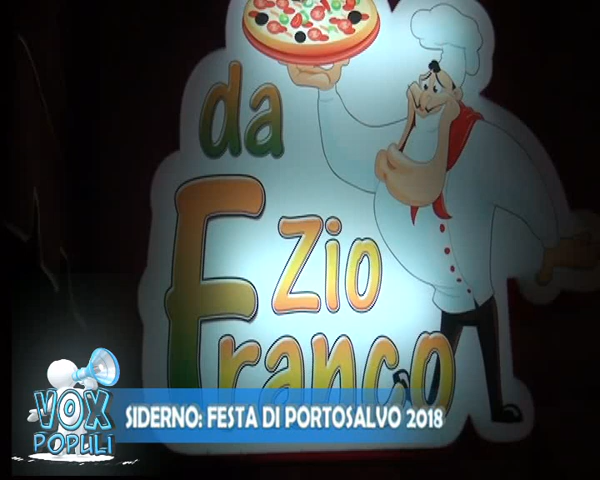 da
Zio
Franco
VOX
POPULI
SIDERNO: FESTA DI PORTOSALVO 2018